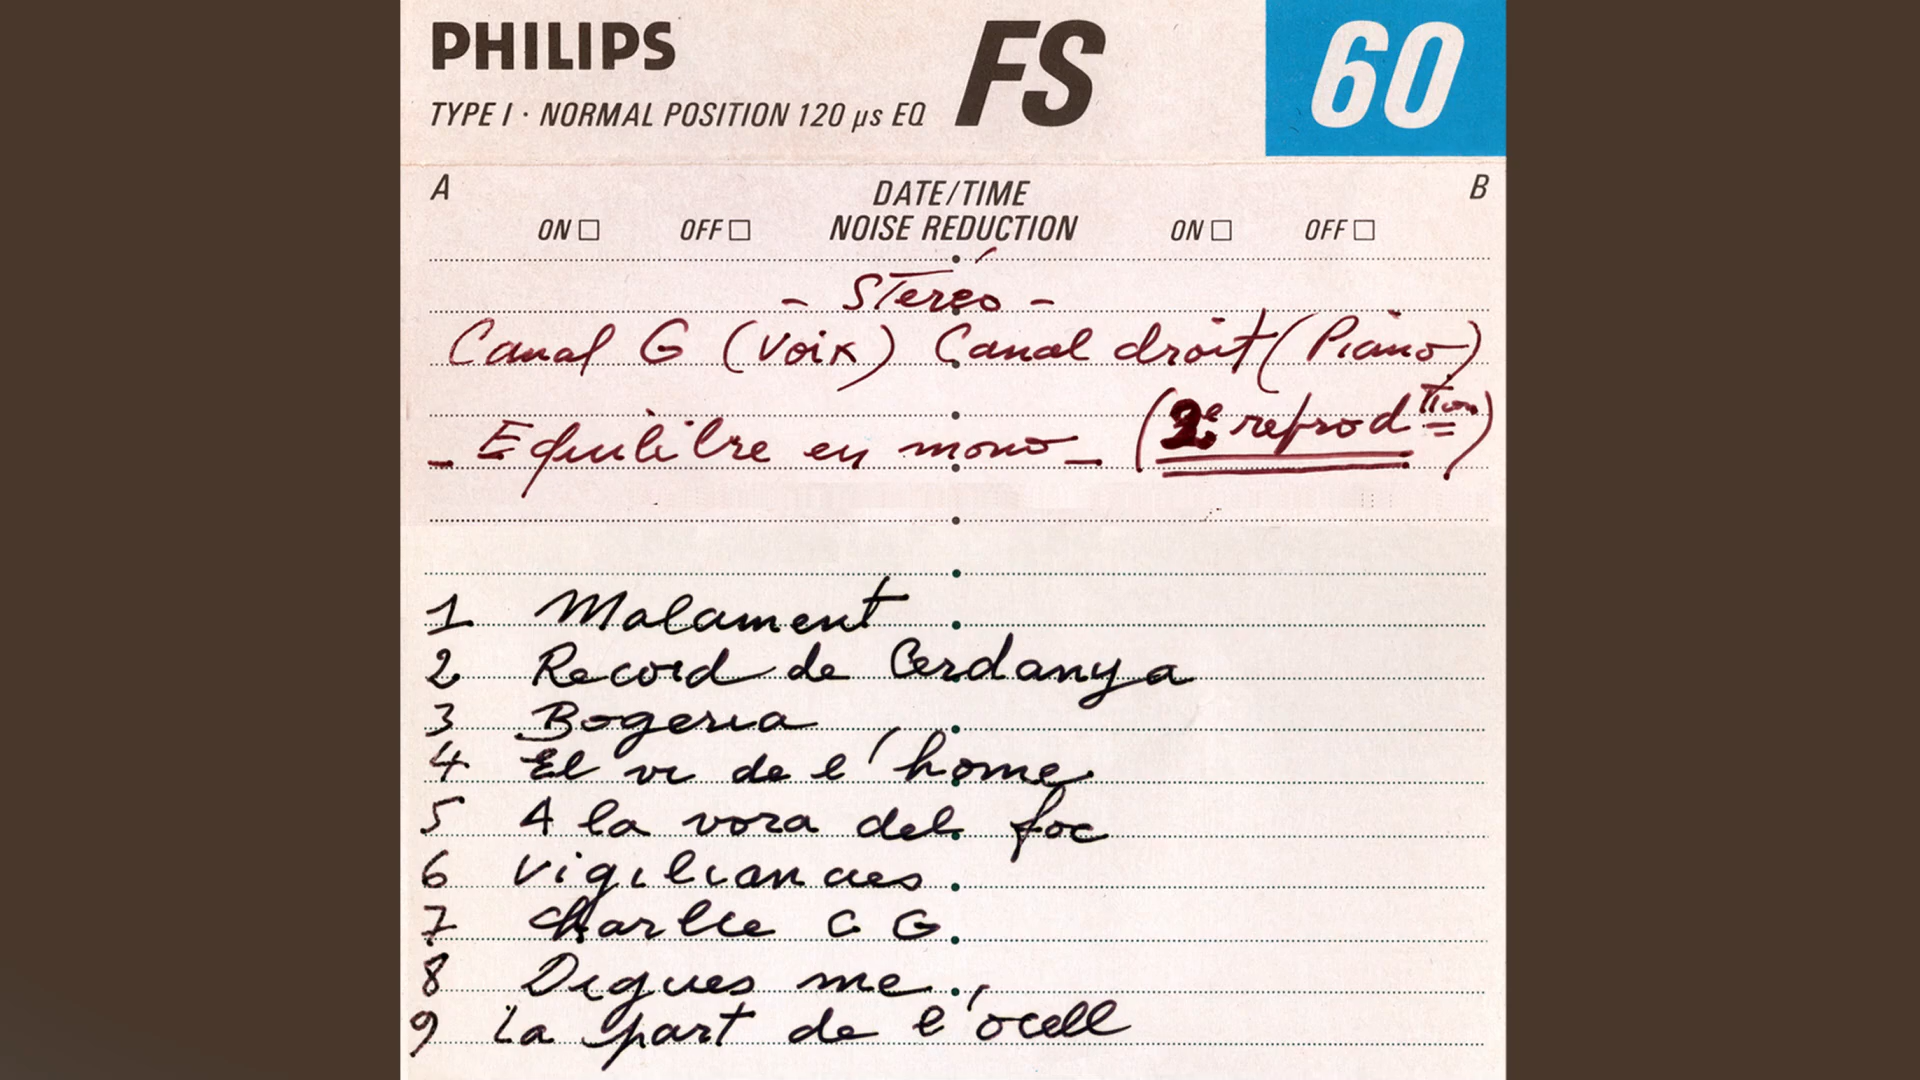 PHILIPS FS 60
TYPE I · NORMAL POSITION 120 µs EQ
A DATE/TIME B
ON OFF NOISE REDUCTION ON OFF
- Stéréo -
Canal G (Voix) Canal droit (Piano)
- Equilibre en mono - (2e reprodtion)
1 Malament
2 Record de Cerdanya
3 Bogeria
4 El vi de l'home
5 A la vora del foc
6 Vigiliances
7 Charlie C G
8 Digues me
9 La part de l'ocell